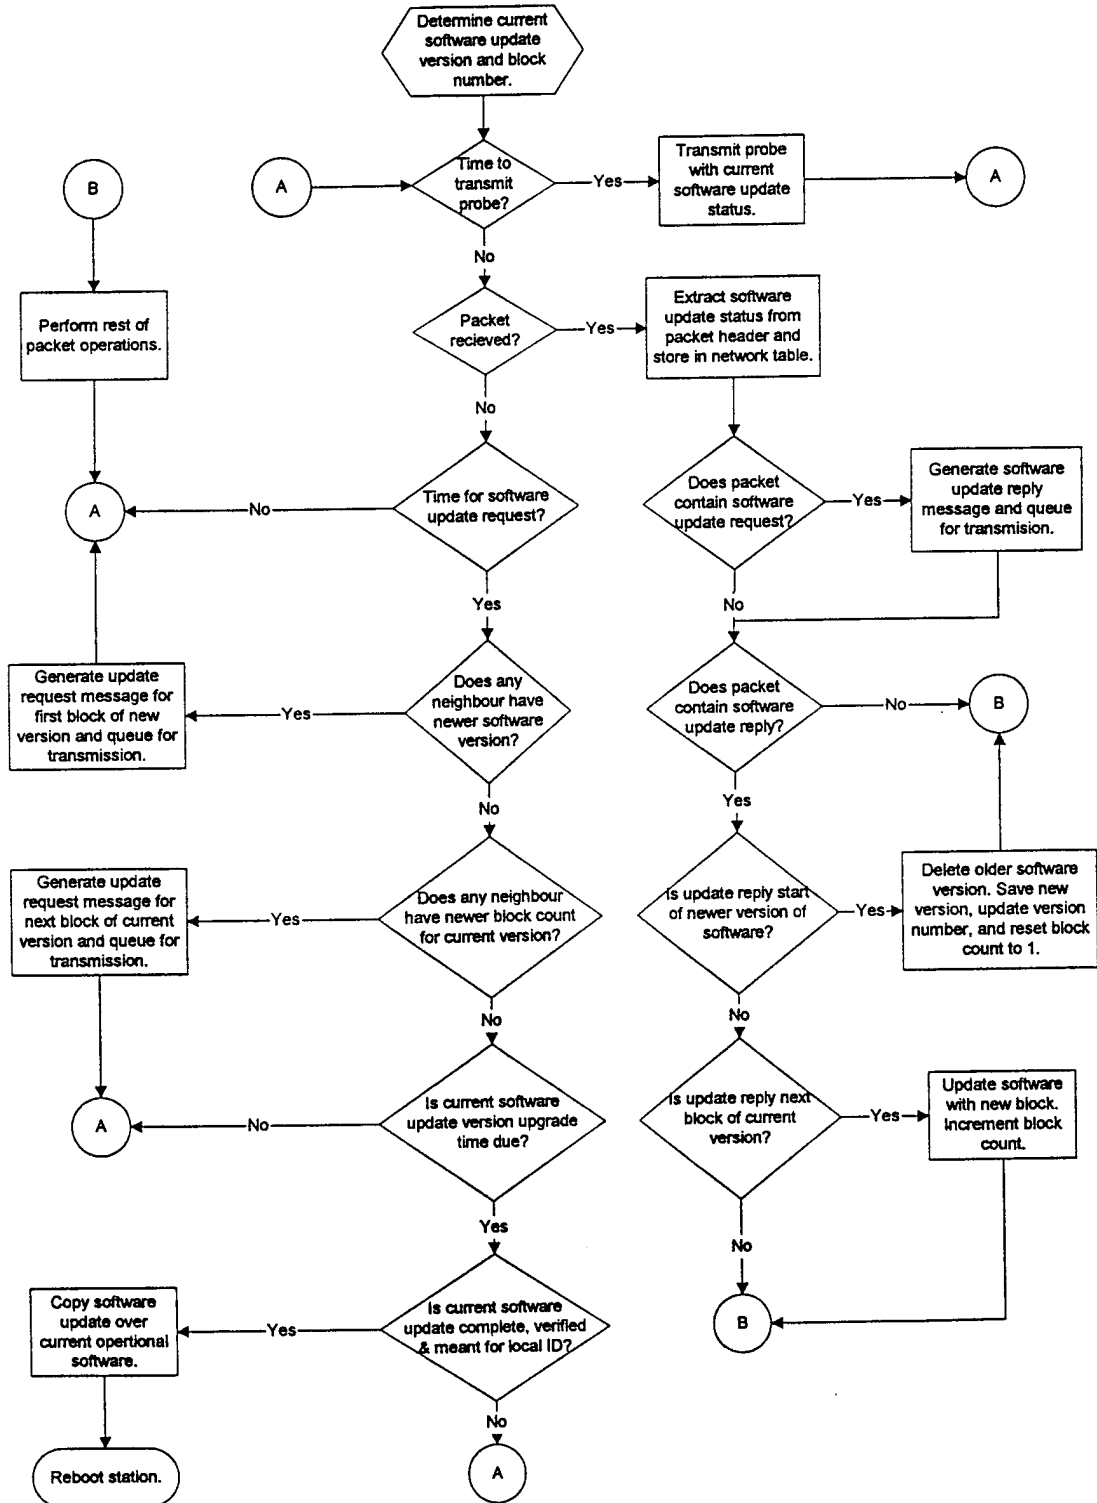 Determine current
software update
version and block
number.
B
A
Time to
transmit
probe?
Yes
Transmit probe
with current
software update
status.
A
No
Perform rest of
packet operations.
Packet
recieved?
Yes
Extract software
update status from
packet header and
store in network table.
No
A
No
Time for software
update request?
Does packet
contain software
update request?
Yes
Generate software
update reply
message and queue
for transmision.
Yes
No
Generate update
request message for
first block of new
version and queue for
transmission.
Yes
Does any
neighbour have
newer software
version?
Does packet
contain software
update reply?
No
B
No
Yes
Generate update
request message for
next block of current
version and queue for
transmission.
Yes
Does any neighbour
have newer block count
for current version?
Is update reply start
of newer version of
software?
Yes
Delete older software
version. Save new
version, update version
number, and reset block
count to 1.
No
No
A
No
Is current software
update version upgrade
time due?
Is update reply next
block of current
version?
Yes
Update software
with new block.
Increment block
count.
Yes
No
Copy software
update over
current opertional
software.
Yes
Is current software
update complete, verified
& meant for local ID?
B
No
Reboot station.
A